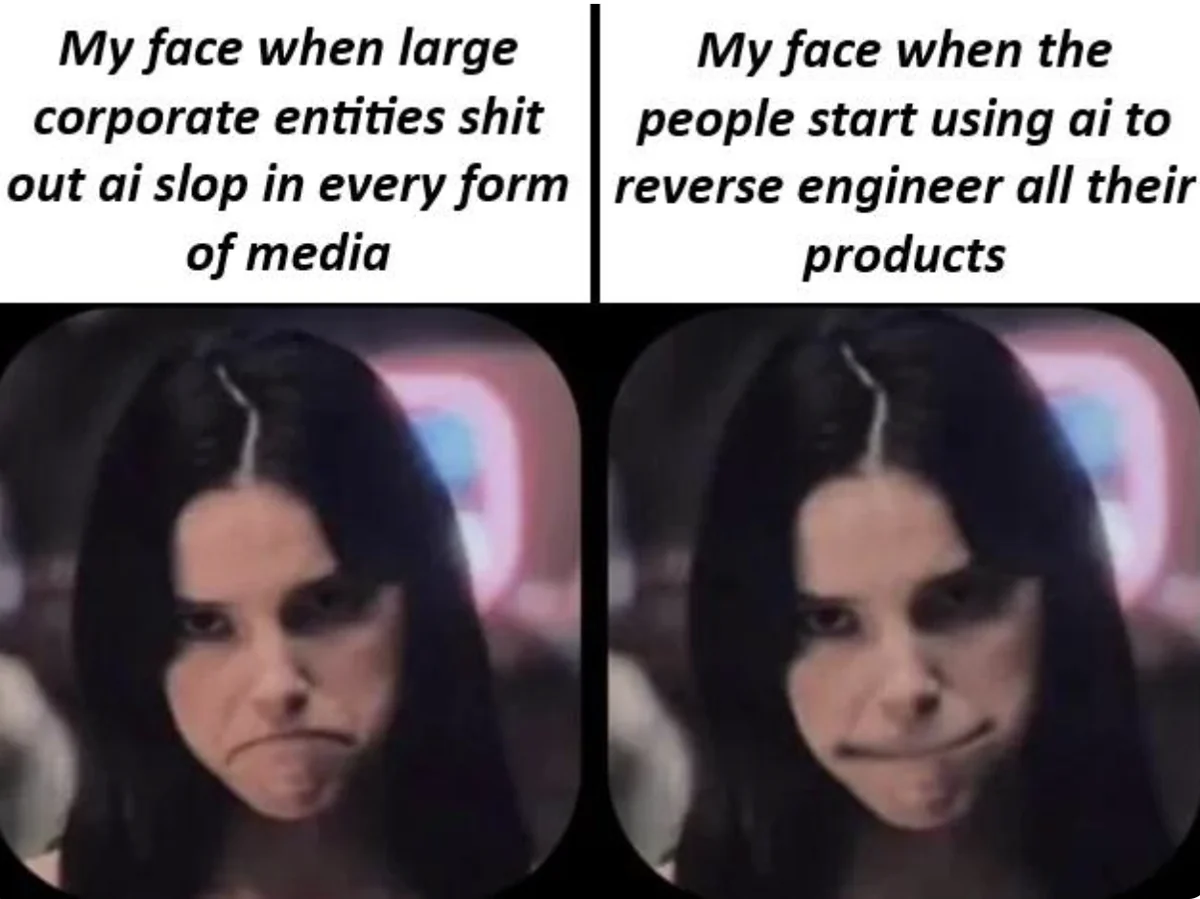 My face when large
corporate entities shit
out ai slop in every form
of media
My face when the
people start using ai to
reverse engineer all their
products